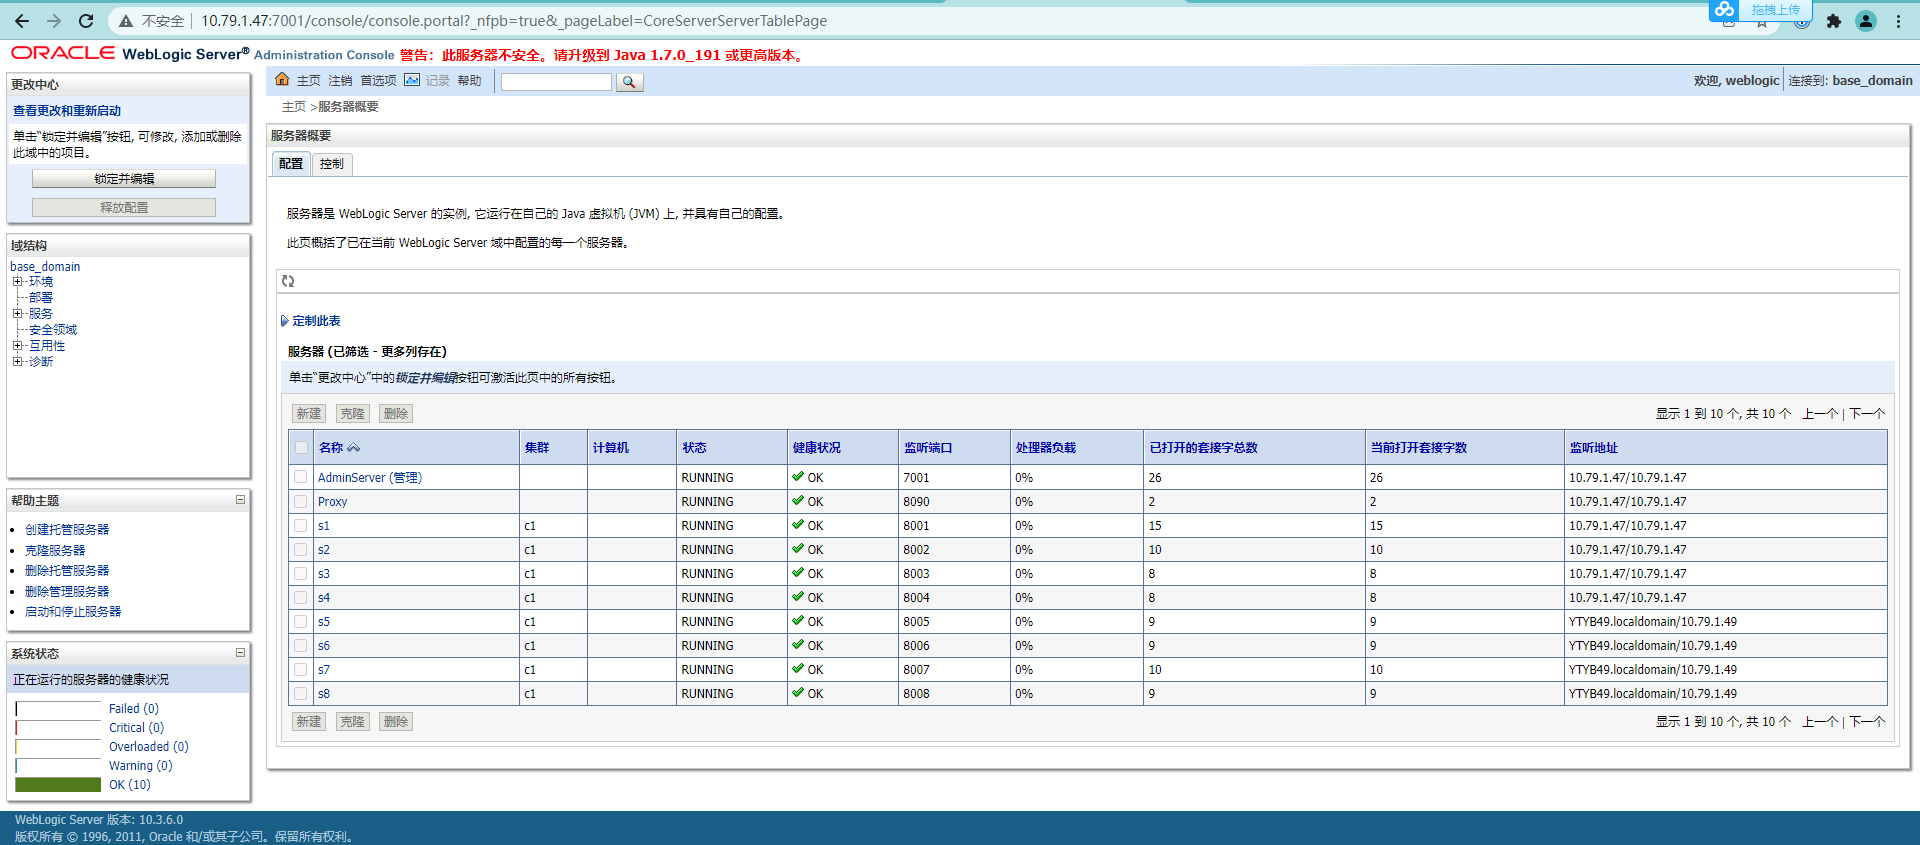 不安全 | 10.79.1.47:7001/console/console.portal?_nfpb=true&_pageLabel=CoreServerServerTablePage
拖拽上传
ORACLE WebLogic Server® Administration Console 警告：此服务器不安全。请升级到 Java 1.7.0_191 或更高版本。
更改中心
查看更改和重新启动
单击“锁定并编辑”按钮, 可修改, 添加或删除
此域中的项目。
锁定并编辑
释放配置
域结构
base_domain
环境
部署
服务
安全领域
互用性
诊断
帮助主题
创建托管服务器
克隆服务器
删除托管服务器
删除管理服务器
启动和停止服务器
系统状态
正在运行的服务器的健康状况
Failed (0)
Critical (0)
Overloaded (0)
Warning (0)
OK (10)
主页 注销 首选项 记录 帮助
欢迎, weblogic 连接到: base_domain
主页 >服务器概要
服务器概要
配置 控制
服务器是 WebLogic Server 的实例, 它运行在自己的 Java 虚拟机 (JVM) 上, 并具有自己的配置。
此页概括了已在当前 WebLogic Server 域中配置的每一个服务器。
定制此表
服务器 (已筛选 - 更多列存在)
单击“更改中心”中的锁定并编辑按钮可激活此页中的所有按钮。
新建 克隆 删除 显示 1 到 10 个, 共 10 个 上一个 | 下一个
名称 集群 计算机 状态 健康状况 监听端口 处理器负载 已打开的套接字总数 当前打开套接字数 监听地址
AdminServer (管理) RUNNING OK 7001 0% 26 26 10.79.1.47/10.79.1.47
Proxy RUNNING OK 8090 0% 2 2 10.79.1.47/10.79.1.47
s1 c1 RUNNING OK 8001 0% 15 15 10.79.1.47/10.79.1.47
s2 c1 RUNNING OK 8002 0% 10 10 10.79.1.47/10.79.1.47
s3 c1 RUNNING OK 8003 0% 8 8 10.79.1.47/10.79.1.47
s4 c1 RUNNING OK 8004 0% 8 8 10.79.1.47/10.79.1.47
s5 c1 RUNNING OK 8005 0% 9 9 YTYB49.localdomain/10.79.1.49
s6 c1 RUNNING OK 8006 0% 9 9 YTYB49.localdomain/10.79.1.49
s7 c1 RUNNING OK 8007 0% 10 10 YTYB49.localdomain/10.79.1.49
s8 c1 RUNNING OK 8008 0% 9 9 YTYB49.localdomain/10.79.1.49
新建 克隆 删除 显示 1 到 10 个, 共 10 个 上一个 | 下一个
WebLogic Server 版本: 10.3.6.0
版权所有 © 1996, 2011, Oracle 和/或其子公司。保留所有权利。